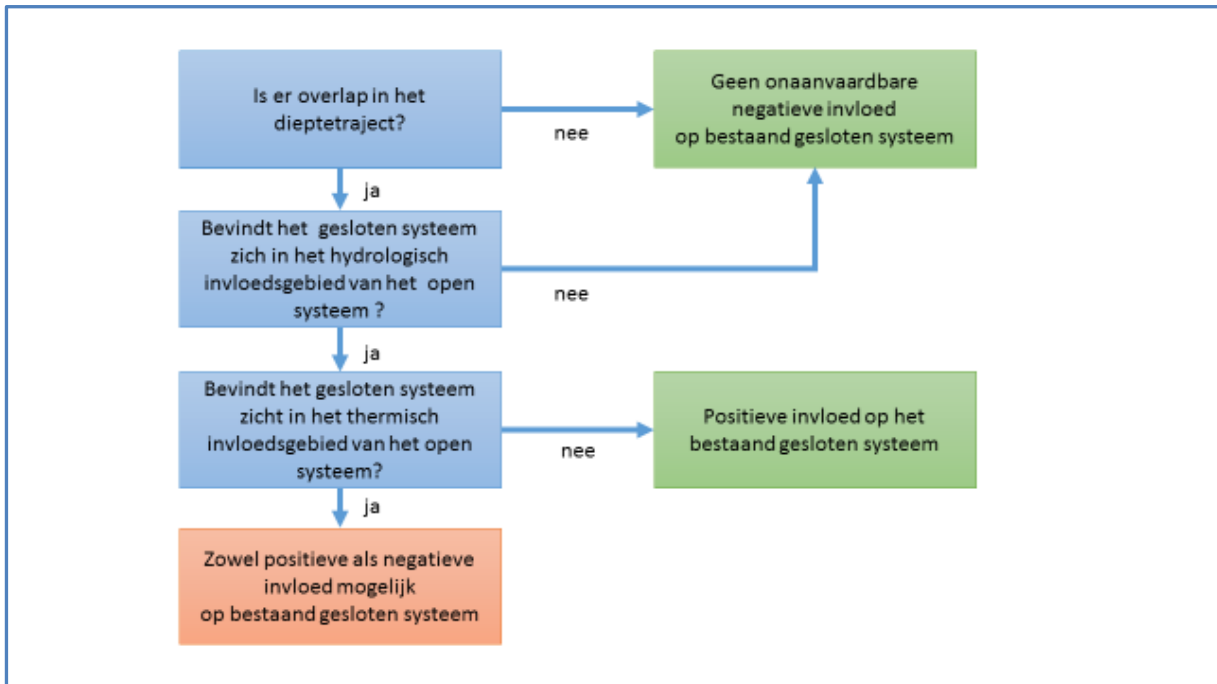 Is er overlap in het
dieptetraject?
nee
Geen onaanvaardbare
negatieve invloed
op bestaand gesloten systeem
ja
Bevindt het gesloten systeem
zich in het hydrologisch
invloedsgebied van het open
systeem ?
nee
ja
Bevindt het gesloten systeem
zicht in het thermisch
invloedsgebied van het open
systeem?
nee
Positieve invloed op het
bestaand gesloten systeem
ja
Zowel positieve als negatieve
invloed mogelijk
op bestaand gesloten systeem